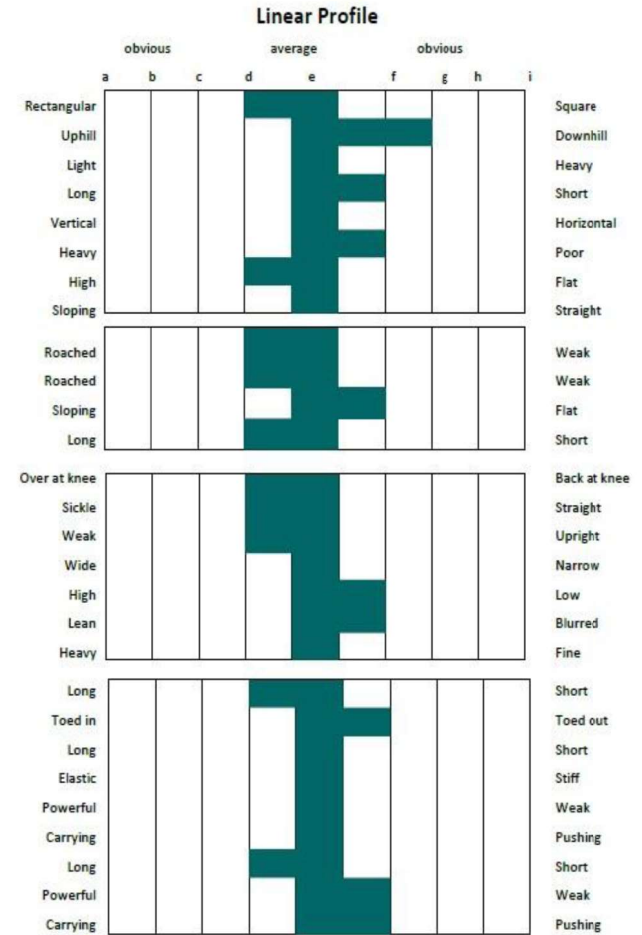 Linear Profile
obvious average obvious
a b c d e f g h i
Rectangular Square
Uphill Downhill
Light Heavy
Long Short
Vertical Horizontal
Heavy Poor
High Flat
Sloping Straight
Roached Weak
Roached Weak
Sloping Flat
Long Short
Over at knee Back at knee
Sickle Straight
Weak Upright
Wide Narrow
High Low
Lean Blurred
Heavy Fine
Long Short
Toed in Toed out
Long Short
Elastic Stiff
Powerful Weak
Carrying Pushing
Long Short
Powerful Weak
Carrying Pushing